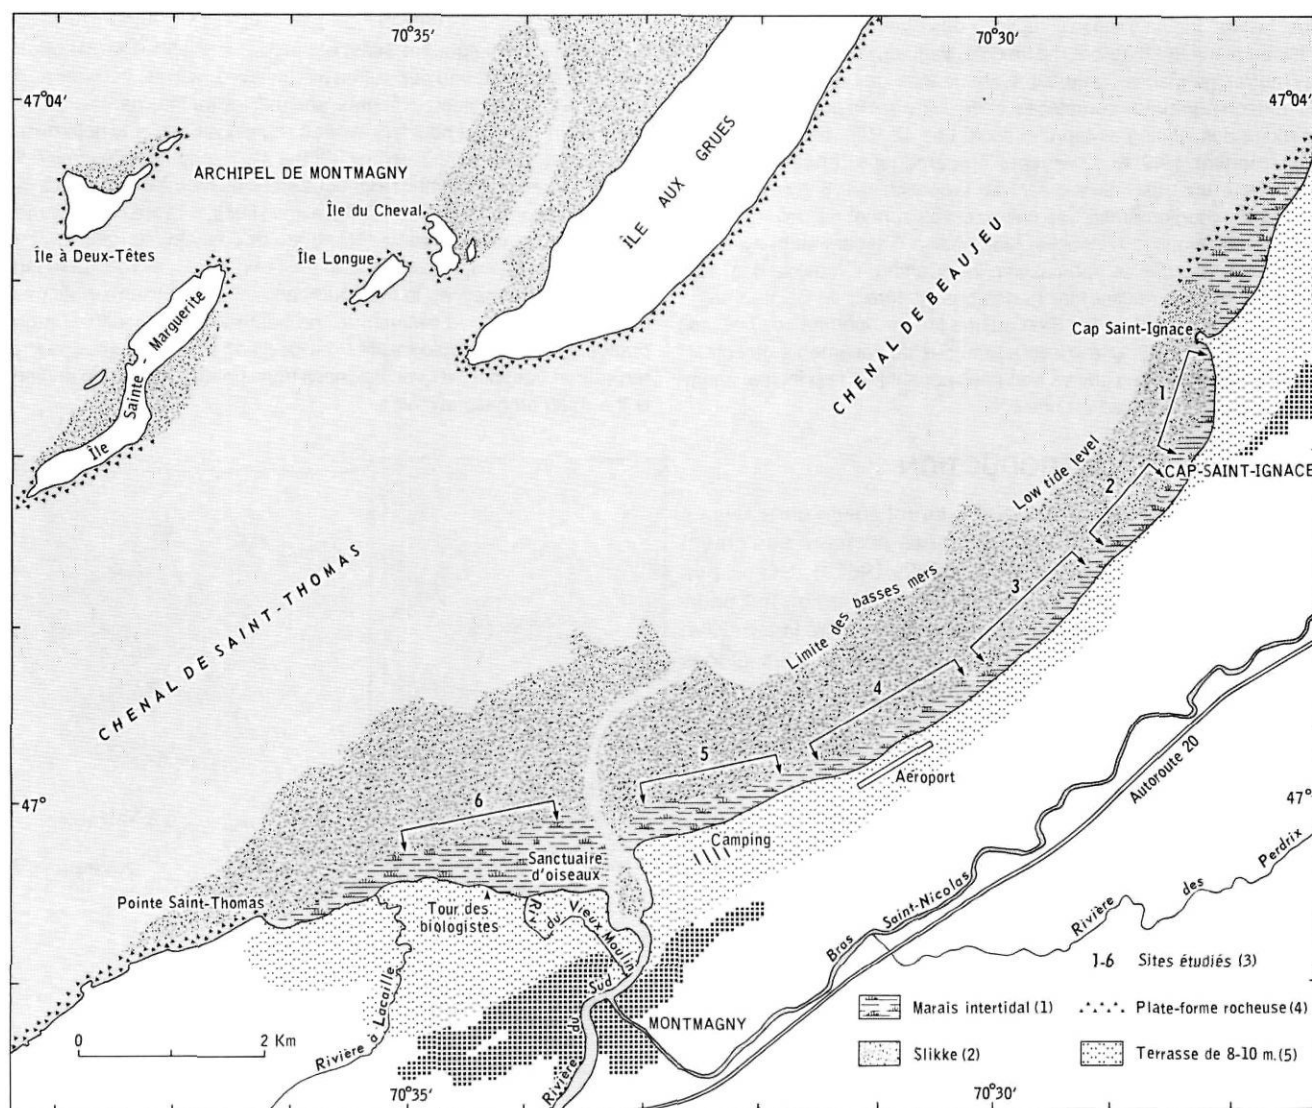 70°35'
70°30'
47°04'
47°04'
ARCHIPEL DE MONTMAGNY
Île du Cheval
Île à Deux-Têtes
Île Longue
ÎLE AUX GRUES
CHENAL DE BEAUJEU
Île Sainte Marguerite
Cap Saint-Ignace
1
CAP-SAINT-IGNACE
2
Low tide level
3
Limite des basses mers
CHENAL DE SAINT-THOMAS
4
5
6
Aéroport
Autoroute 20
47°
47°
Camping
Sanctuaire
d'oiseaux
Pointe Saint-Thomas
Tour des
biologistes
Riv. du Vieux Moulin
Bras Saint-Nicolas
Rivière des Perdrix
Rivière à Lacaille
Rivière du Sud
MONTMAGNY
1-6 Sites étudiés (3)
Marais intertidal (1)
Plate-forme rocheuse (4)
Slikke (2)
Terrasse de 8-10 m. (5)
0 2 Km
70°35'
70°30'